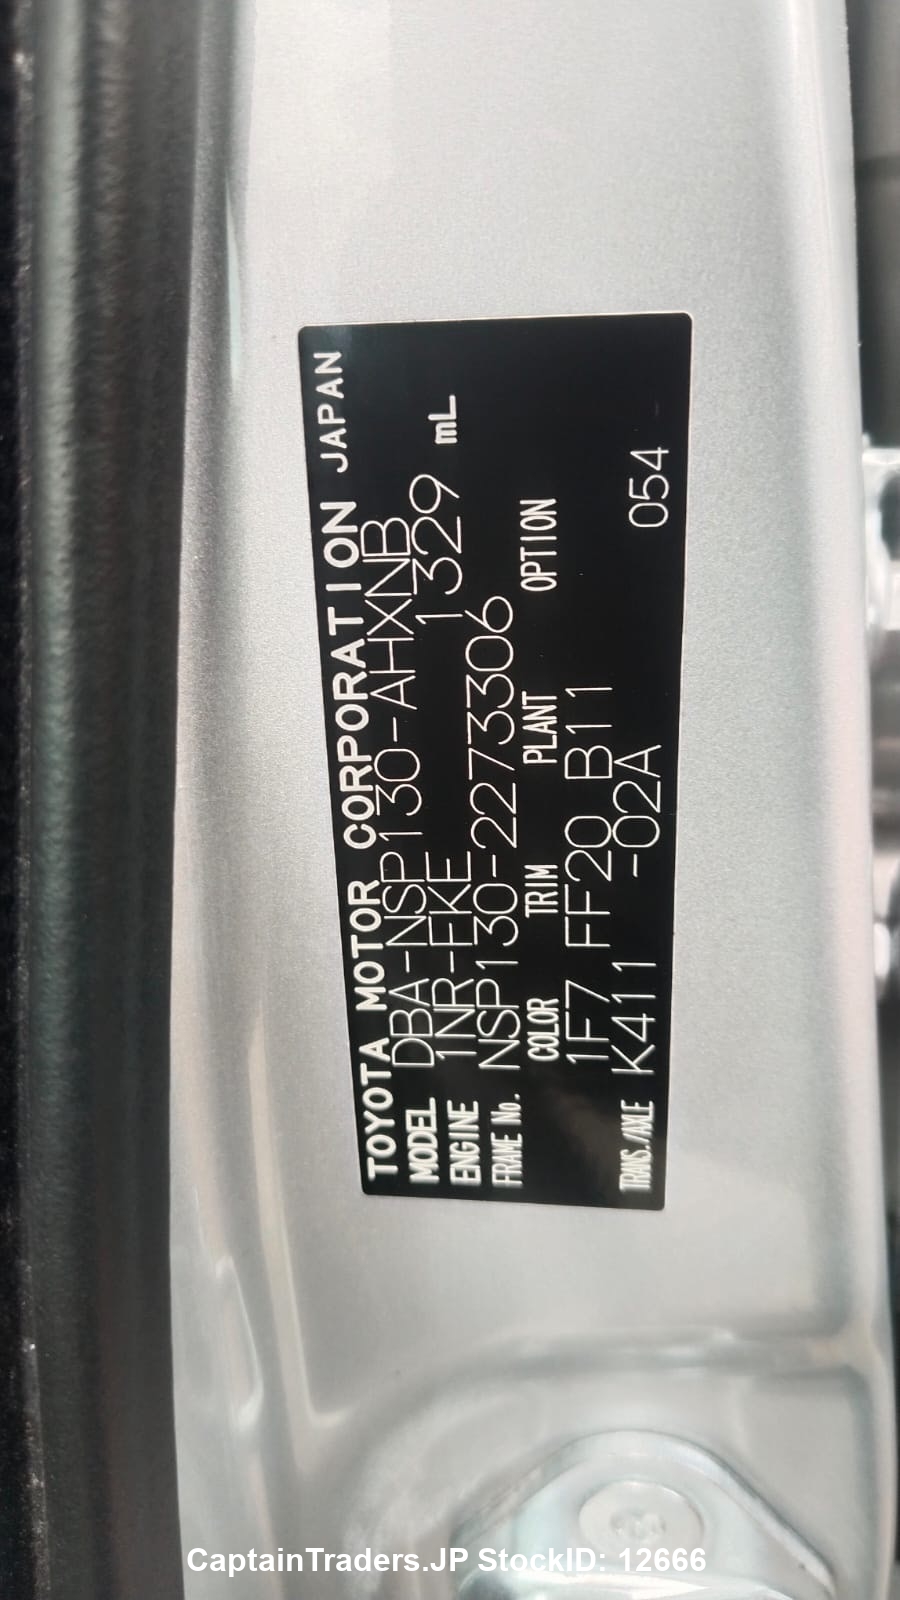 TOYOTA MOTOR CORPORATION JAPAN
MODEL DBA-NSP130-AHXNB
ENGINE 1NR-FKE 1329 mL
FRAME No. NSP130-2273306
COLOR TRIM PLANT OPTION
1F7 FF20 B11
TRANS./AXLE K411 -02A 054
CaptainTraders.JP StockID: 12666